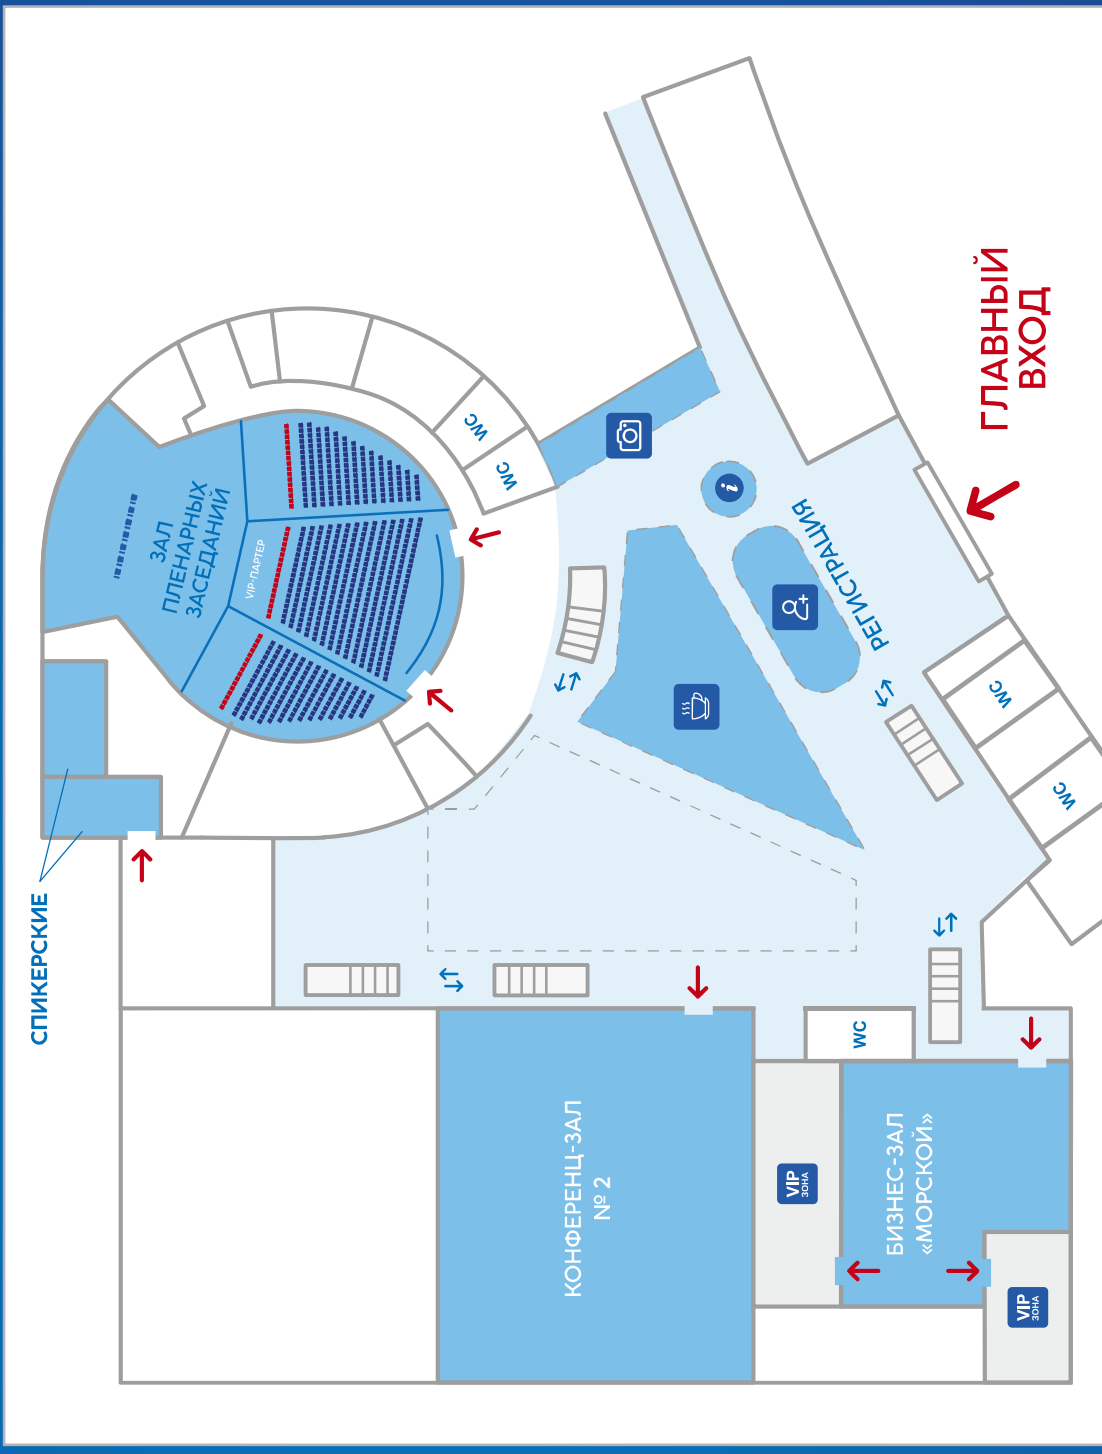 ГЛАВНЫЙ
ВХОД
ЗАЛ
ПЛЕНАРНЫХ
ЗАСЕДАНИЙ
VIP-ПАРТЕР
WC
WC
i
РЕГИСТРАЦИЯ
WC
WC
СПИКЕРСКИЕ
WC
КОНФЕРЕНЦ-ЗАЛ
№ 2
VIP
ЗОНА
БИЗНЕС-ЗАЛ
«МОРСКОЙ»
VIP
ЗОНА